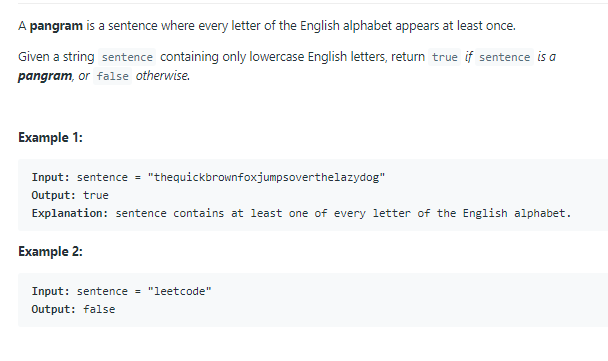 A pangram is a sentence where every letter of the English alphabet appears at least once.
Given a string sentence containing only lowercase English letters, return true if sentence is a
pangram, or false otherwise.
Example 1:
Input: sentence = "thequickbrownfoxjumpsoverthelazydog"
Output: true
Explanation: sentence contains at least one of every letter of the English alphabet.
Example 2:
Input: sentence = "leetcode"
Output: false